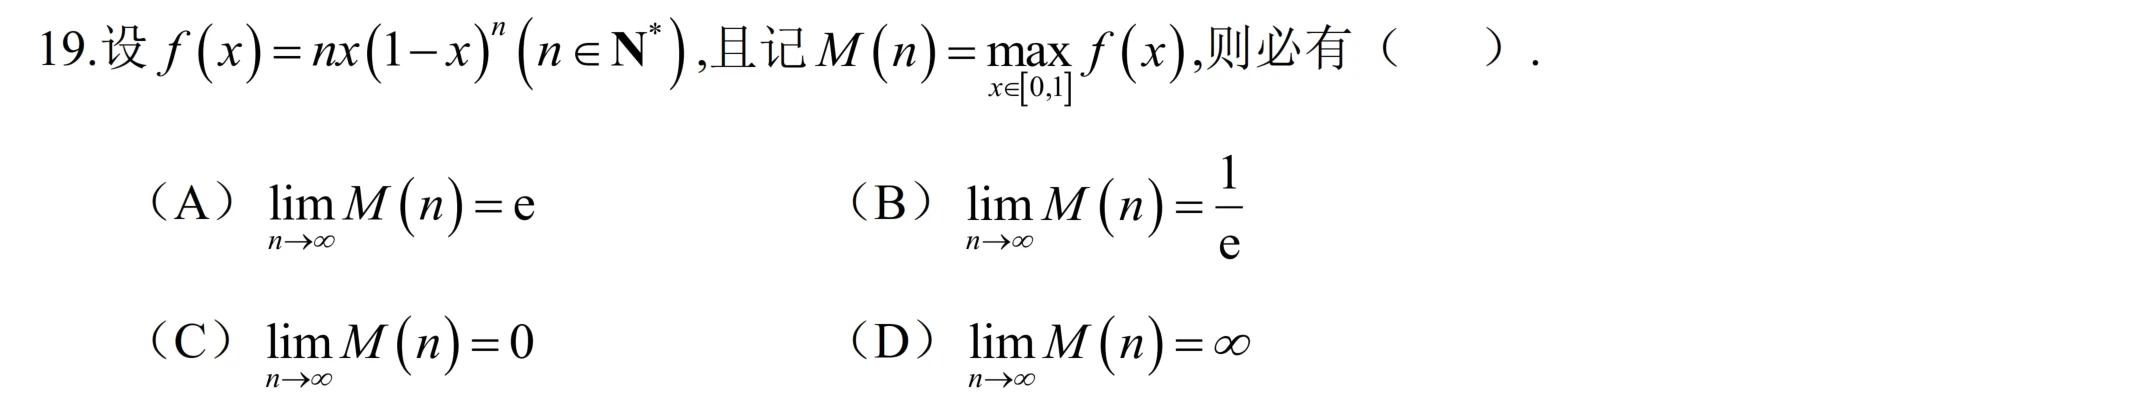 19.设 f(x)=nx(1−x)^n (n∈N*),且记 M(n)=max_{x∈[0,1]} f(x),则必有（    ）.
（A） lim_{n→∞} M(n)=e （B） lim_{n→∞} M(n)=1/e
（C） lim_{n→∞} M(n)=0 （D） lim_{n→∞} M(n)=∞